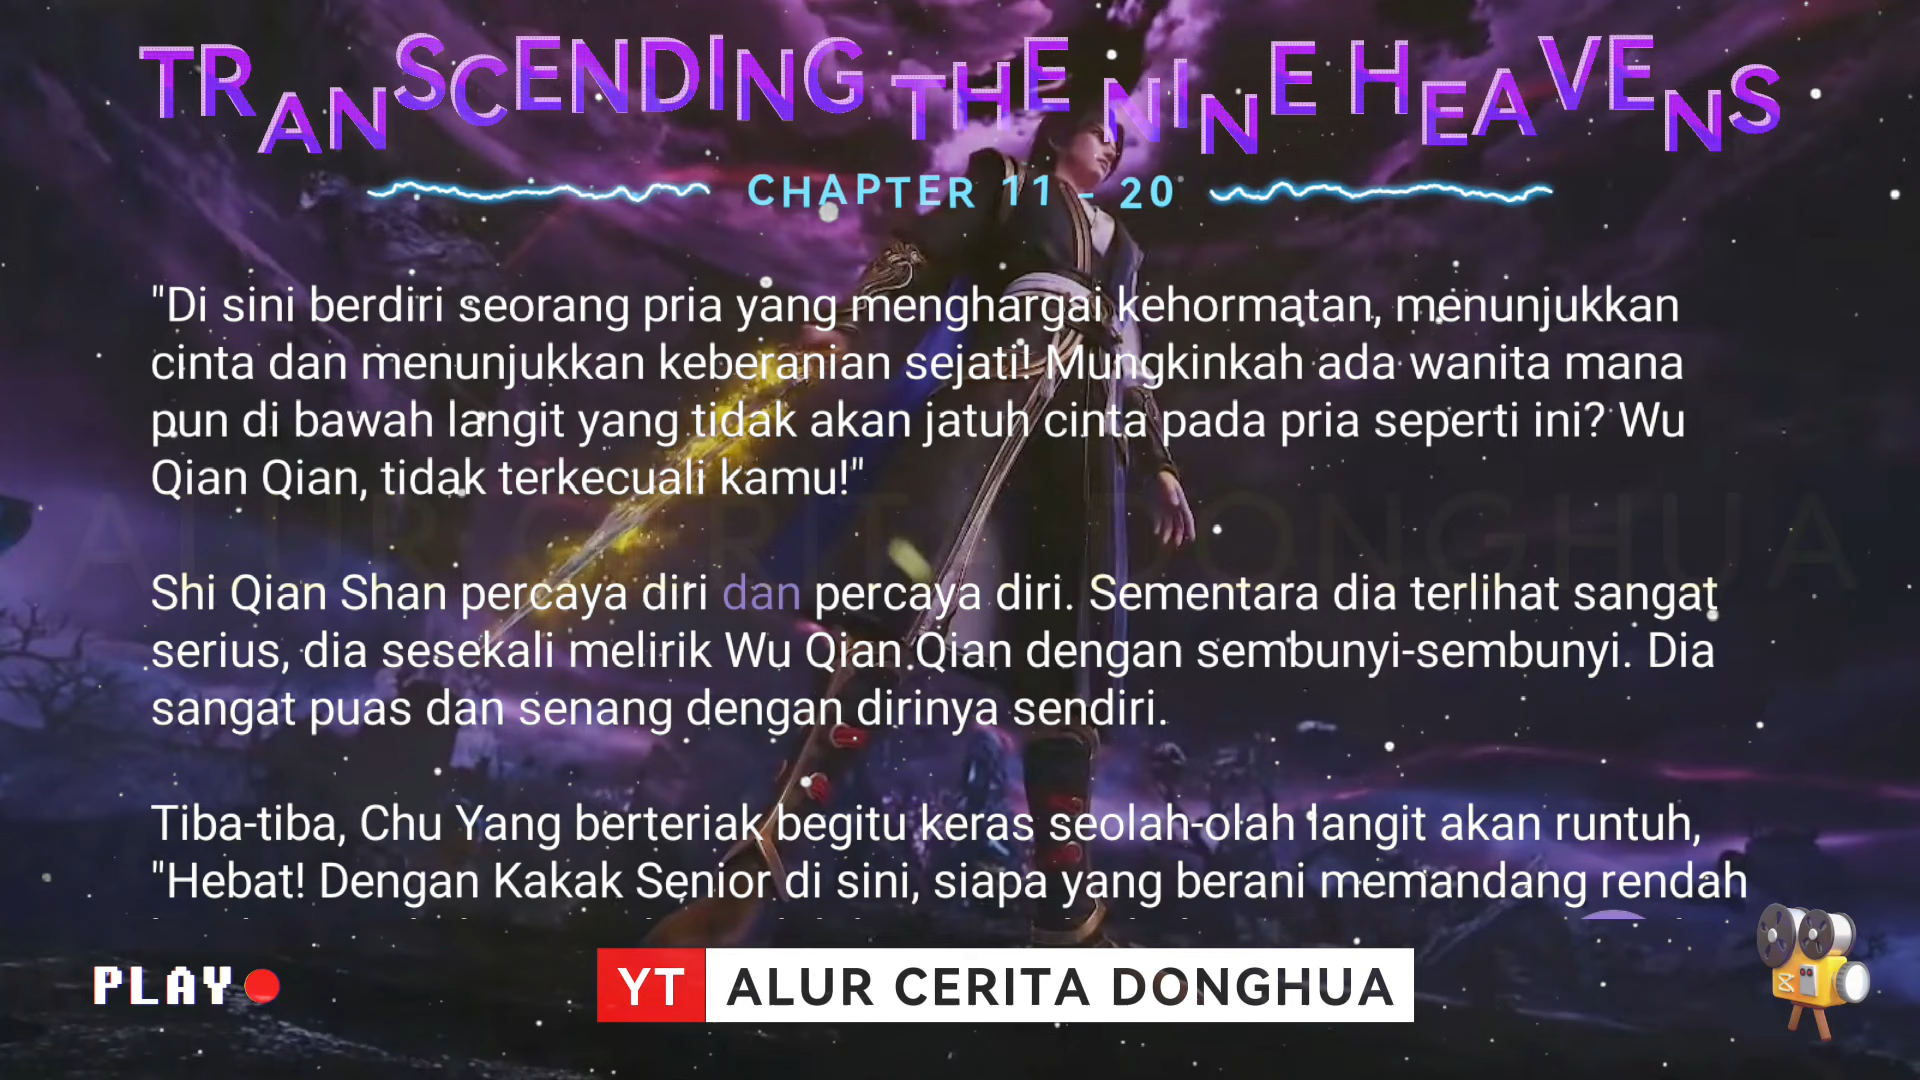 TRANSCENDING THE NINE HEAVENS
CHAPTER 11 - 20
"Di sini berdiri seorang pria yang menghargai kehormatan, menunjukkan
cinta dan menunjukkan keberanian sejati! Mungkinkah ada wanita mana
pun di bawah langit yang tidak akan jatuh cinta pada pria seperti ini? Wu
Qian Qian, tidak terkecuali kamu!"
ALUR CERITA DONGHUA
Shi Qian Shan percaya diri dan percaya diri. Sementara dia terlihat sangat
serius, dia sesekali melirik Wu Qian Qian dengan sembunyi-sembunyi. Dia
sangat puas dan senang dengan dirinya sendiri.
Tiba-tiba, Chu Yang berteriak begitu keras seolah-olah langit akan runtuh,
"Hebat! Dengan Kakak Senior di sini, siapa yang berani memandang rendah
PLAY
YT ALUR CERITA DONGHUA